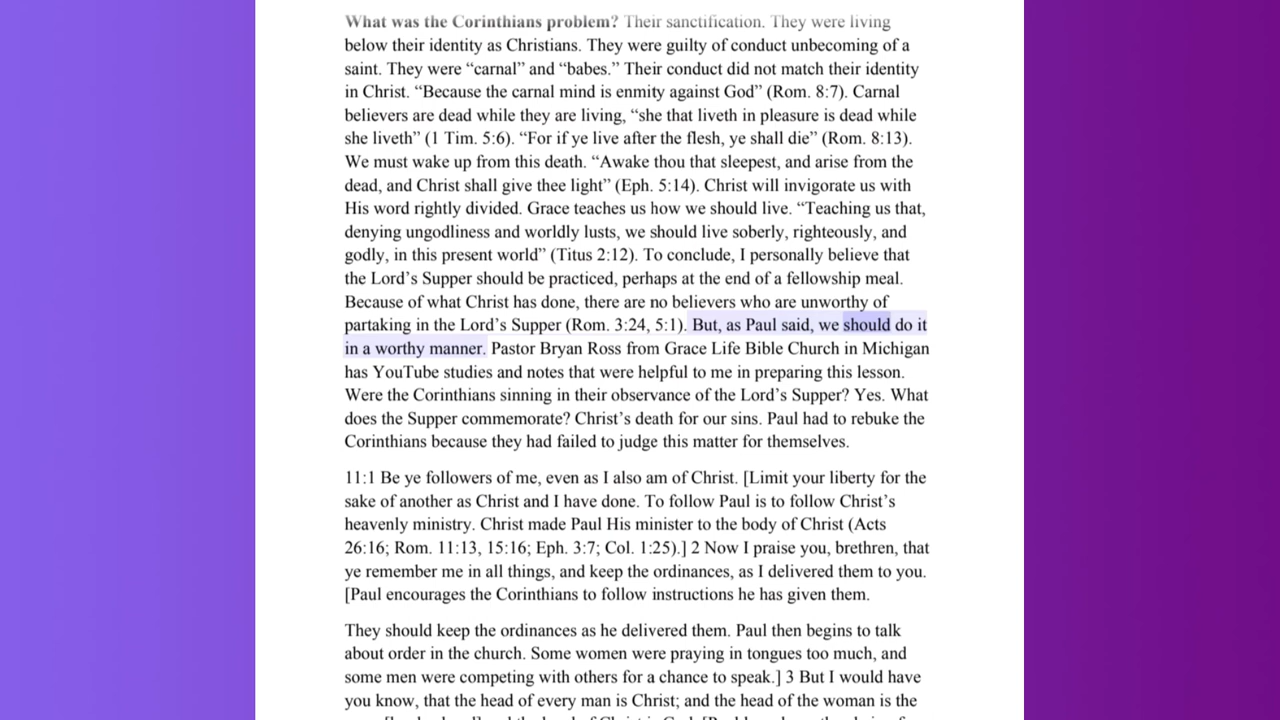 What was the Corinthians problem? Their sanctification. They were living
below their identity as Christians. They were guilty of conduct unbecoming of a
saint. They were “carnal” and “babes.” Their conduct did not match their identity
in Christ. “Because the carnal mind is enmity against God” (Rom. 8:7). Carnal
believers are dead while they are living, “she that liveth in pleasure is dead while
she liveth” (1 Tim. 5:6). “For if ye live after the flesh, ye shall die” (Rom. 8:13).
We must wake up from this death. “Awake thou that sleepest, and arise from the
dead, and Christ shall give thee light” (Eph. 5:14). Christ will invigorate us with
His word rightly divided. Grace teaches us how we should live. “Teaching us that,
denying ungodliness and worldly lusts, we should live soberly, righteously, and
godly, in this present world” (Titus 2:12). To conclude, I personally believe that
the Lord’s Supper should be practiced, perhaps at the end of a fellowship meal.
Because of what Christ has done, there are no believers who are unworthy of
partaking in the Lord’s Supper (Rom. 3:24, 5:1). But, as Paul said, we should do it
in a worthy manner. Pastor Bryan Ross from Grace Life Bible Church in Michigan
has YouTube studies and notes that were helpful to me in preparing this lesson.
Were the Corinthians sinning in their observance of the Lord’s Supper? Yes. What
does the Supper commemorate? Christ’s death for our sins. Paul had to rebuke the
Corinthians because they had failed to judge this matter for themselves.
11:1 Be ye followers of me, even as I also am of Christ. [Limit your liberty for the
sake of another as Christ and I have done. To follow Paul is to follow Christ’s
heavenly ministry. Christ made Paul His minister to the body of Christ (Acts
26:16; Rom. 11:13, 15:16; Eph. 3:7; Col. 1:25).] 2 Now I praise you, brethren, that
ye remember me in all things, and keep the ordinances, as I delivered them to you.
[Paul encourages the Corinthians to follow instructions he has given them.
They should keep the ordinances as he delivered them. Paul then begins to talk
about order in the church. Some women were praying in tongues too much, and
some men were competing with others for a chance to speak.] 3 But I would have
you know, that the head of every man is Christ; and the head of the woman is the